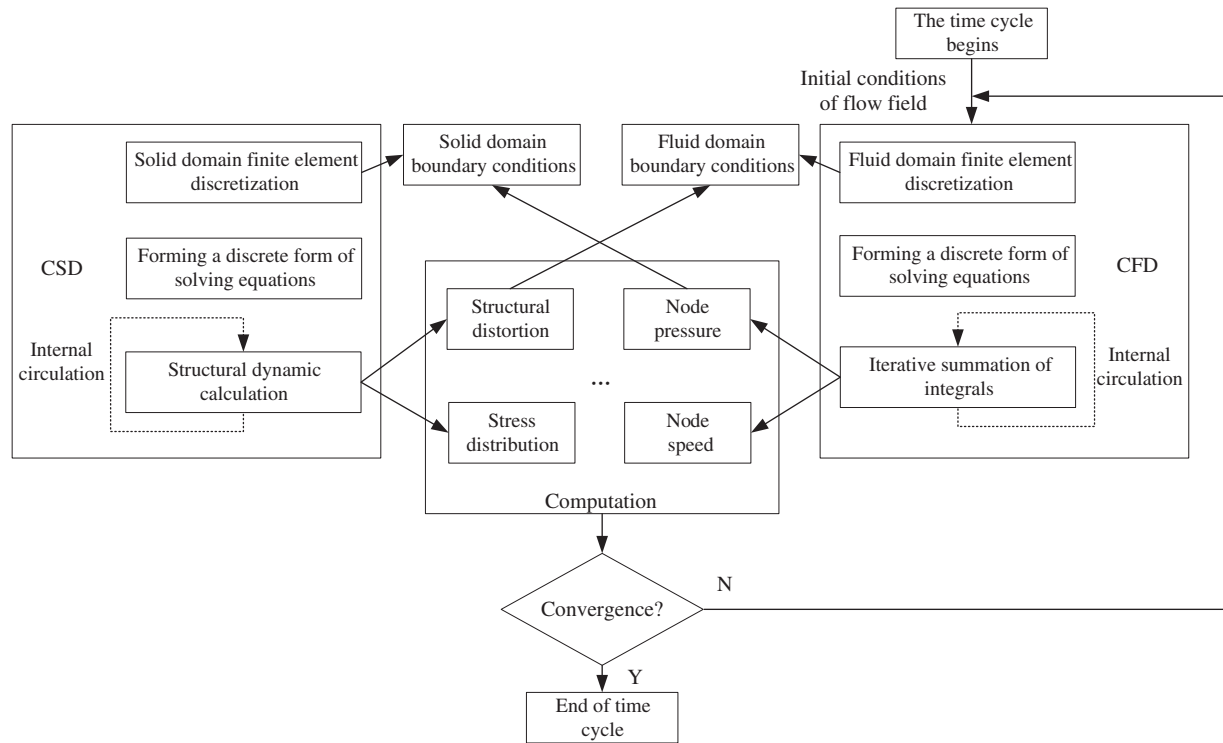 The time cycle
begins
Initial conditions
of flow field
Solid domain finite element
discretization
Solid domain
boundary conditions
Fluid domain
boundary conditions
Fluid domain finite element
discretization
CSD
Forming a discrete form of
solving equations
Forming a discrete form of
solving equations
CFD
Structural
distortion
Node
pressure
Internal
circulation
Structural dynamic
calculation
...
Iterative summation of
integrals
Internal
circulation
Stress
distribution
Node
speed
Computation
Convergence?
N
Y
End of time
cycle